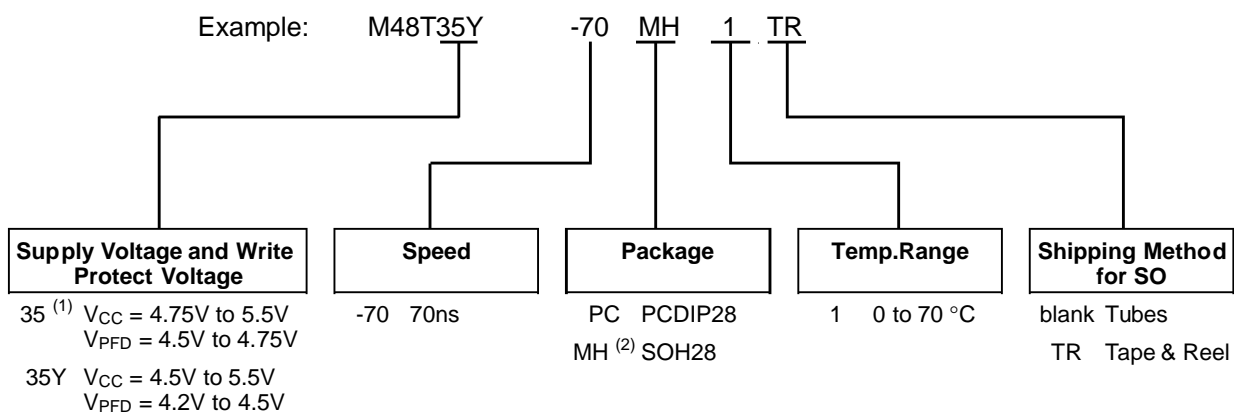 Example: M48T35Y -70 MH 1 TR
Supply Voltage and Write
Protect Voltage
35 (1) VCC = 4.75V to 5.5V
VPFD = 4.5V to 4.75V
35Y VCC = 4.5V to 5.5V
VPFD = 4.2V to 4.5V
Speed
-70 70ns
Package
PC PCDIP28
MH (2) SOH28
Temp.Range
1 0 to 70 °C
Shipping Method
for SO
blank Tubes
TR Tape & Reel